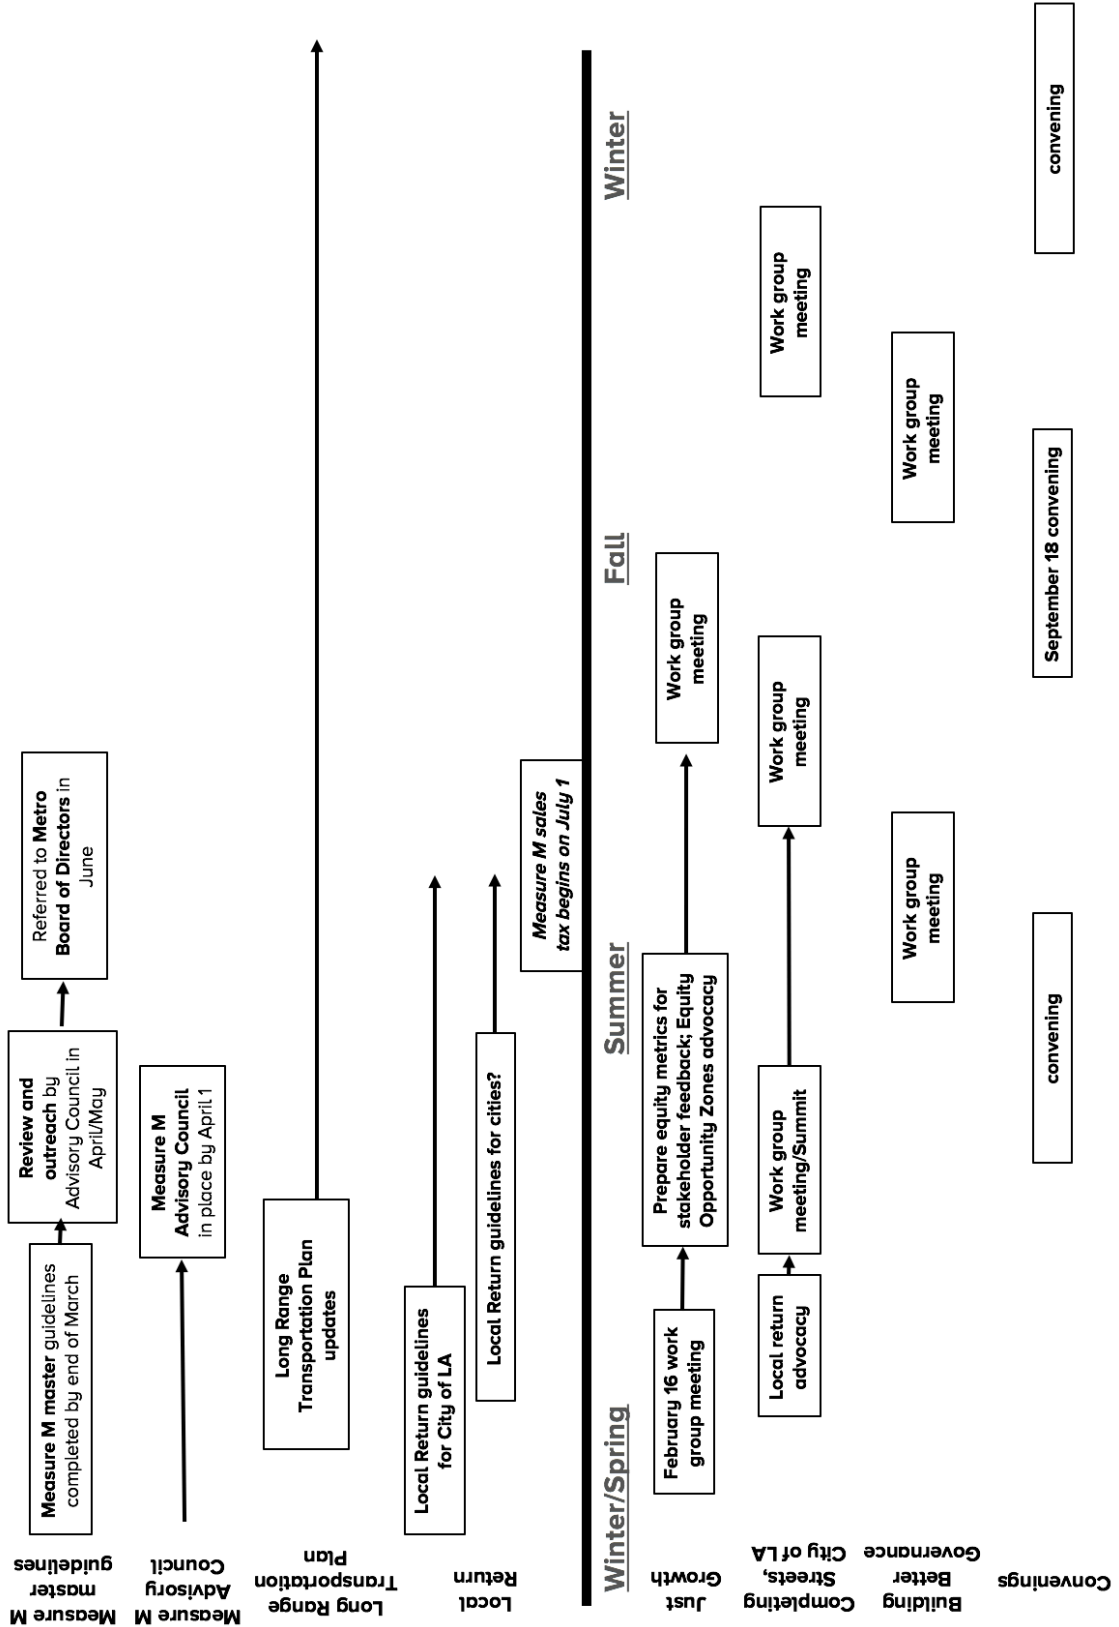 Measure M
master
guidelines
Measure M master guidelines
completed by end of March
Review and
outreach by
Advisory Council in
April/May
Referred to Metro
Board of Directors in
June
Measure M
Advisory
Council
Measure M
Advisory Council
in place by April 1
Long Range
Transportation
Plan
Long Range
Transportation Plan
updates
Local
Return
Local Return guidelines
for City of LA
Local Return guidelines for cities?
Measure M sales
tax begins on July 1
Winter/Spring
Summer
Fall
Winter
Just
Growth
February 16 work
group meeting
Prepare equity metrics for
stakeholder feedback; Equity
Opportunity Zones advocacy
Work group
meeting
Completing
Streets,
City of LA
Local return
advocacy
Work group
meeting/Summit
Work group
meeting
Work group
meeting
Building
Better
Governance
Work group
meeting
Work group
meeting
Convenings
convening
September 18 convening
convening